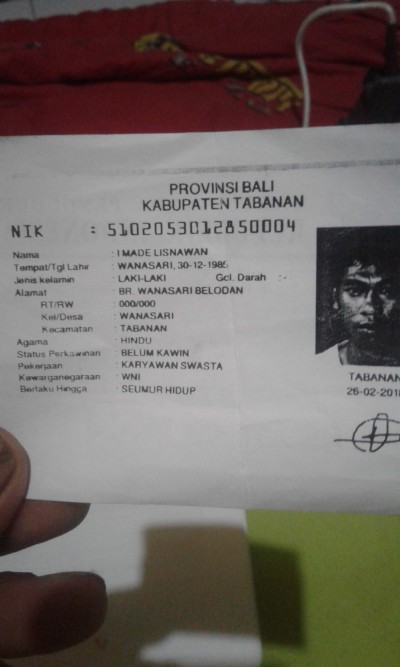 PROVINSI BALI
KABUPATEN TABANAN
NIK : 5102053012850004
Nama : I MADE LISNAWAN
Tempat/Tgl Lahir : WANASARI, 30-12-1985
Jenis kelamin : LAKI-LAKI Gol. Darah :-
Alamat : BR. WANASARI BELODAN
RT/RW : 000/000
Kel/Desa : WANASARI
Kecamatan : TABANAN
Agama : HINDU
Status Perkawinan : BELUM KAWIN
Pekerjaan : KARYAWAN SWASTA
Kewarganegaraan : WNI
Berlaku Hingga : SEUMUR HIDUP
TABANAN
26-02-201